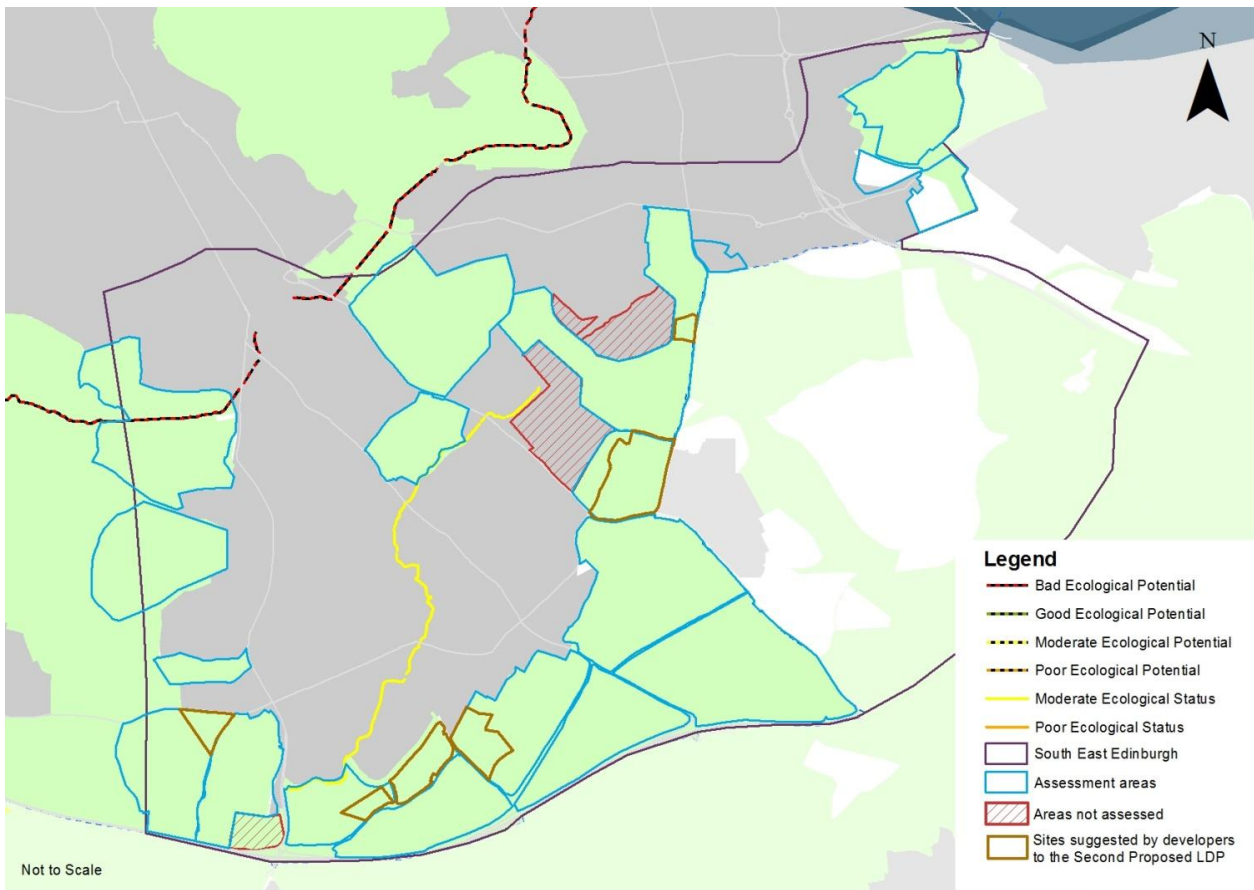 N
Legend
Bad Ecological Potential
Good Ecological Potential
Moderate Ecological Potential
Poor Ecological Potential
Moderate Ecological Status
Poor Ecological Status
South East Edinburgh
Assessment areas
Areas not assessed
Sites suggested by developers
to the Second Proposed LDP
Not to Scale